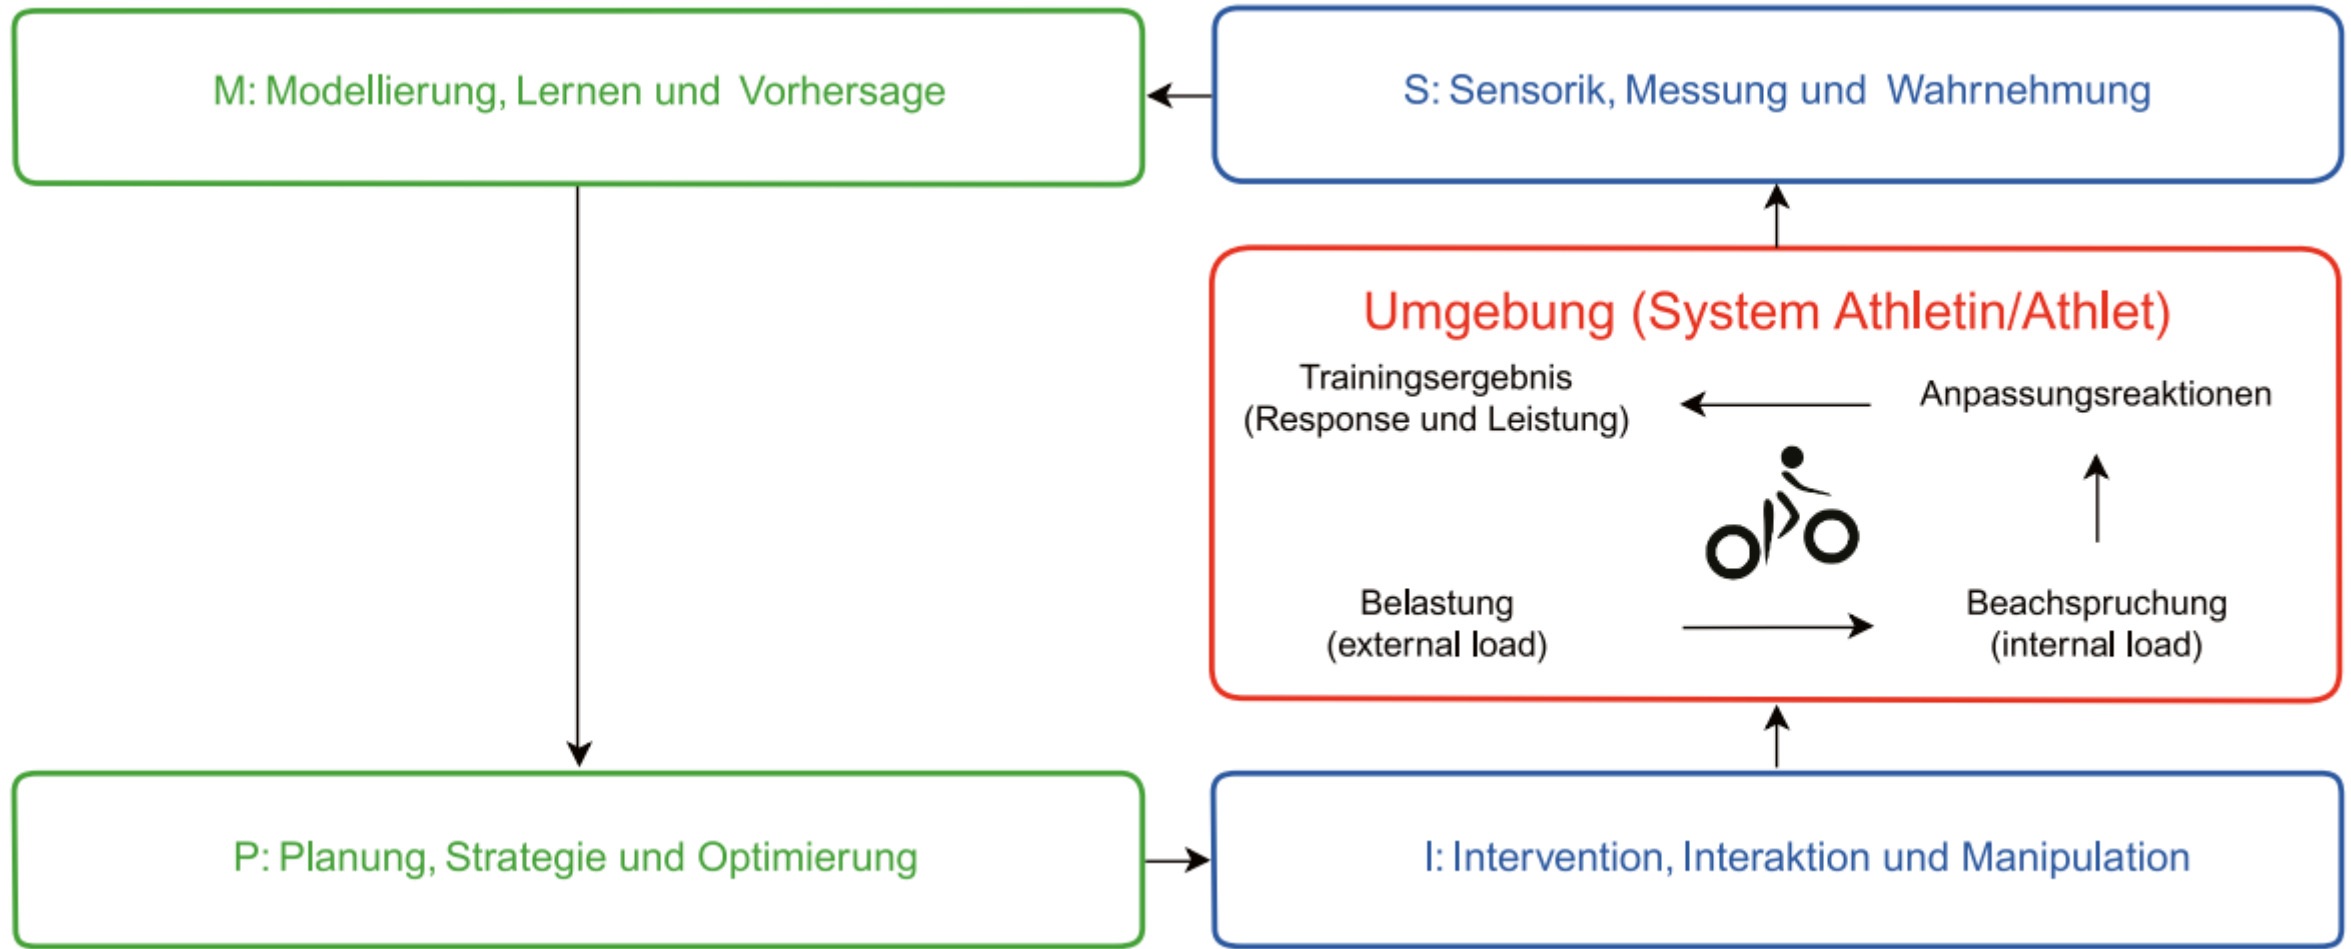 M: Modellierung, Lernen und Vorhersage
S: Sensorik, Messung und Wahrnehmung
Umgebung (System Athletin/Athlet)
Trainingsergebnis
(Response und Leistung)
Anpassungsreaktionen
Belastung
(external load)
Beachspruchung
(internal load)
P: Planung, Strategie und Optimierung
I: Intervention, Interaktion und Manipulation